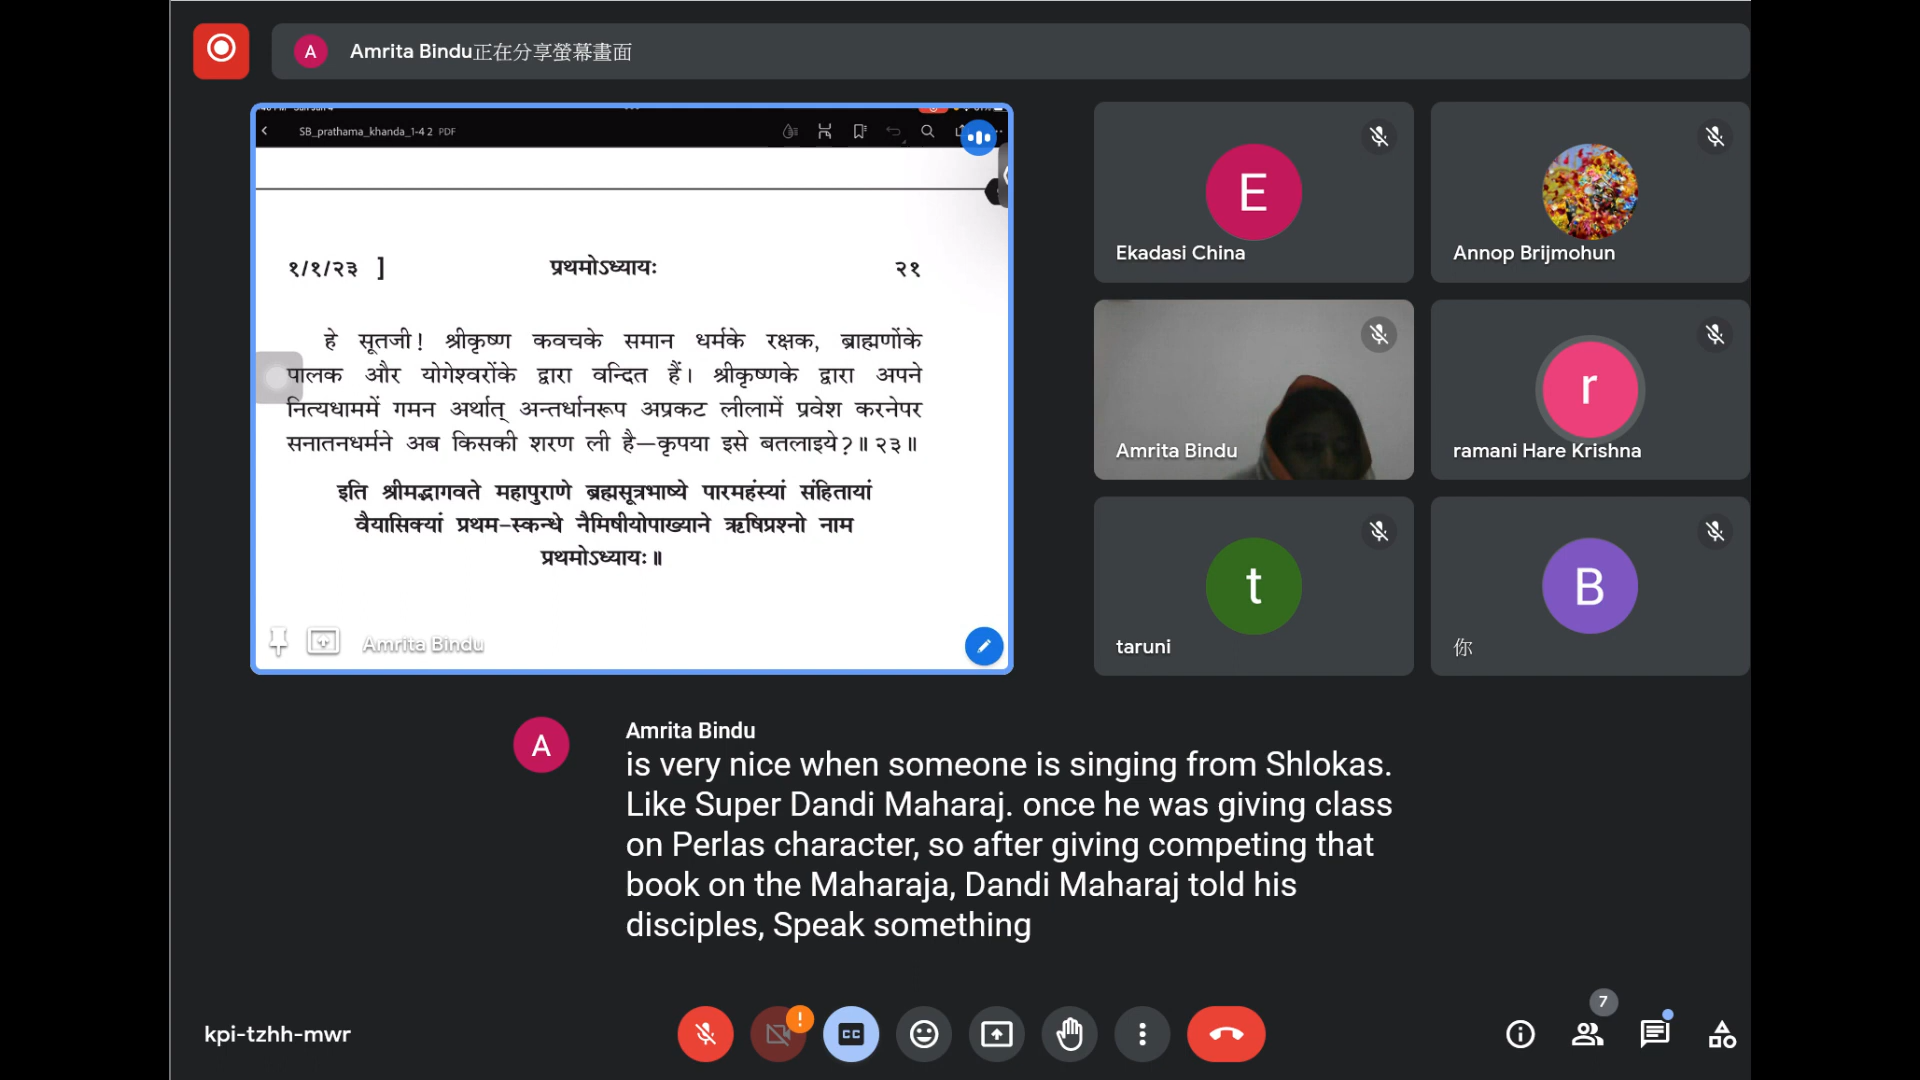 A Amrita Bindu正在分享螢幕畫面
SB_prathama_khanda_1-4 2 PDF
१/१/२३ ] प्रथमोऽध्यायः २१
हे सूतजी! श्रीकृष्ण कवचके समान धर्मके रक्षक, ब्राह्मणोंके
पालक और योगेश्वरोंके द्वारा वन्दित हैं। श्रीकृष्णके द्वारा अपने
नित्यधाममें गमन अर्थात् अन्तर्धानरूप अप्रकट लीलामें प्रवेश करनेपर
सनातनधर्मने अब किसकी शरण ली है—कृपया इसे बतलाइये?॥ २३॥
इति श्रीमद्भागवते महापुराणे ब्रह्मसूत्रभाष्ये पारमहंस्यां संहितायां
वैयासिक्यां प्रथम-स्कन्धे नैमिषीयोपाख्याने ऋषिप्रश्नो नाम
प्रथमोऽध्यायः॥
Amrita Bindu
E
Ekadasi China
Annop Brijmohun
Amrita Bindu
r
ramani Hare Krishna
t
taruni
B
你
A
Amrita Bindu
is very nice when someone is singing from Shlokas.
Like Super Dandi Maharaj. once he was giving class
on Perlas character, so after giving competing that
book on the Maharaja, Dandi Maharaj told his
disciples, Speak something
kpi-tzhh-mwr
!
CC
7